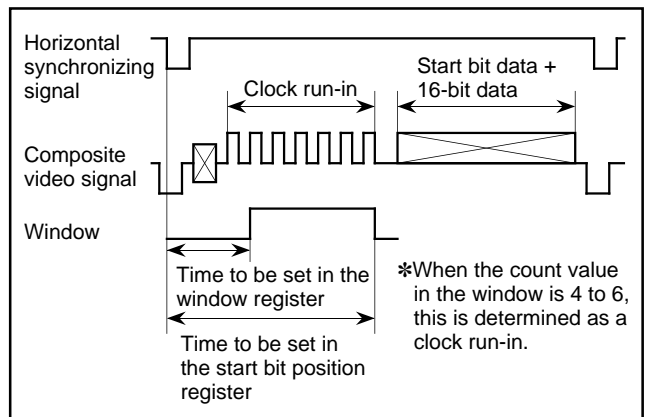 Horizontal
synchronizing
signal
Clock run-in
Start bit data +
16-bit data
Composite
video signal
Window
Time to be set in the
window register
Time to be set in
the start bit position
register
✽When the count value
in the window is 4 to 6,
this is determined as a
clock run-in.